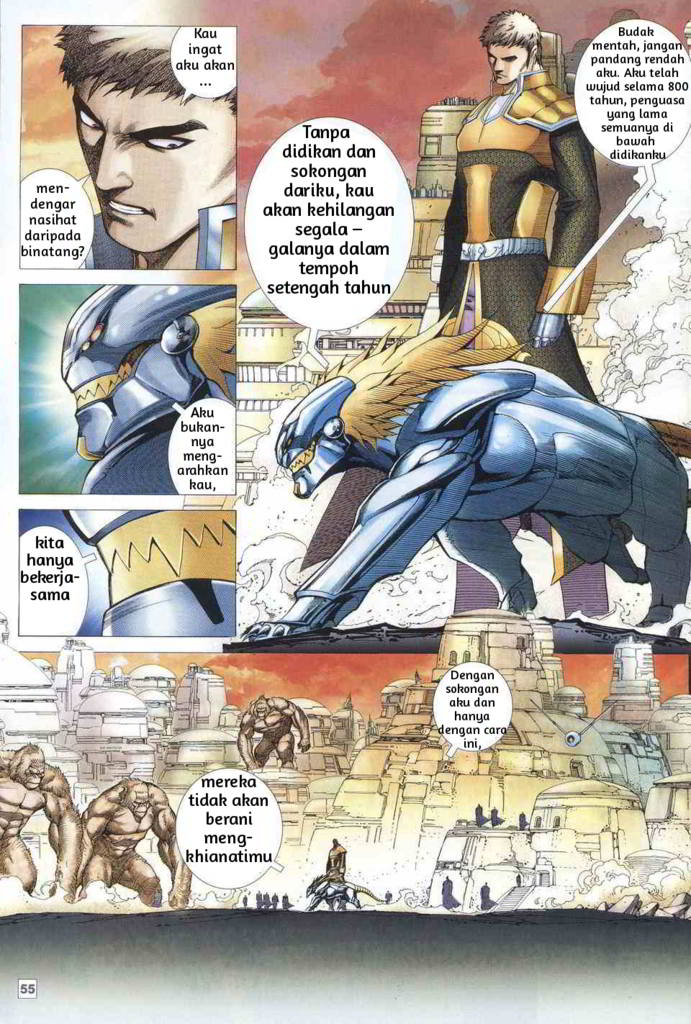 Kau
ingat
aku akan
...
men-
dengar
nasihat
daripada
binatang?
Budak
mentah, jangan
pandang rendah
aku. Aku telah
wujud selama 800
tahun, penguasa
yang lama
semuanya di
bawah
didikanku
Tanpa
didikan dan
sokongan
dariku, kau
akan kehilangan
segala –
galanya dalam
tempoh
setengah tahun
Aku
bukan-
nya
meng-
arahkan
kau,
kita
hanya
bekerja-
sama
Dengan
sokongan
aku dan
hanya
dengan cara
ini,
mereka
tidak akan
berani
meng-
khianatimu
55